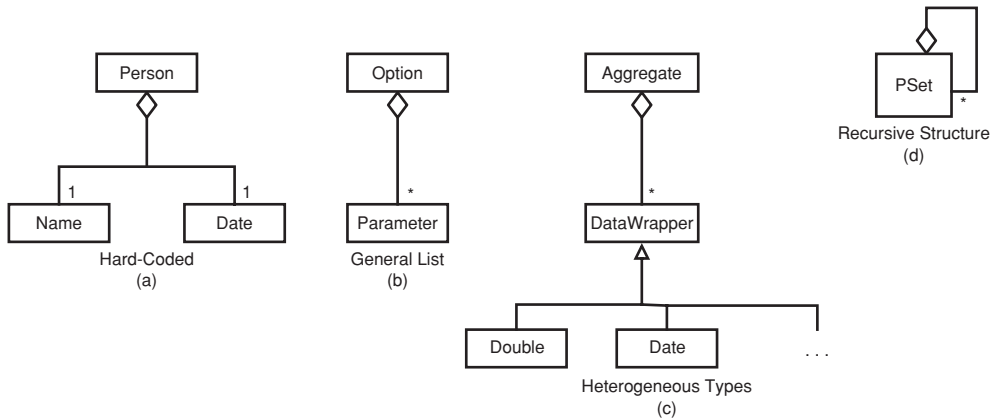 Person
1
1
Name
Date
Hard-Coded
(a)
Option
*
Parameter
General List
(b)
Aggregate
*
DataWrapper
Double
Date
. . .
Heterogeneous Types
(c)
PSet
*
Recursive Structure
(d)